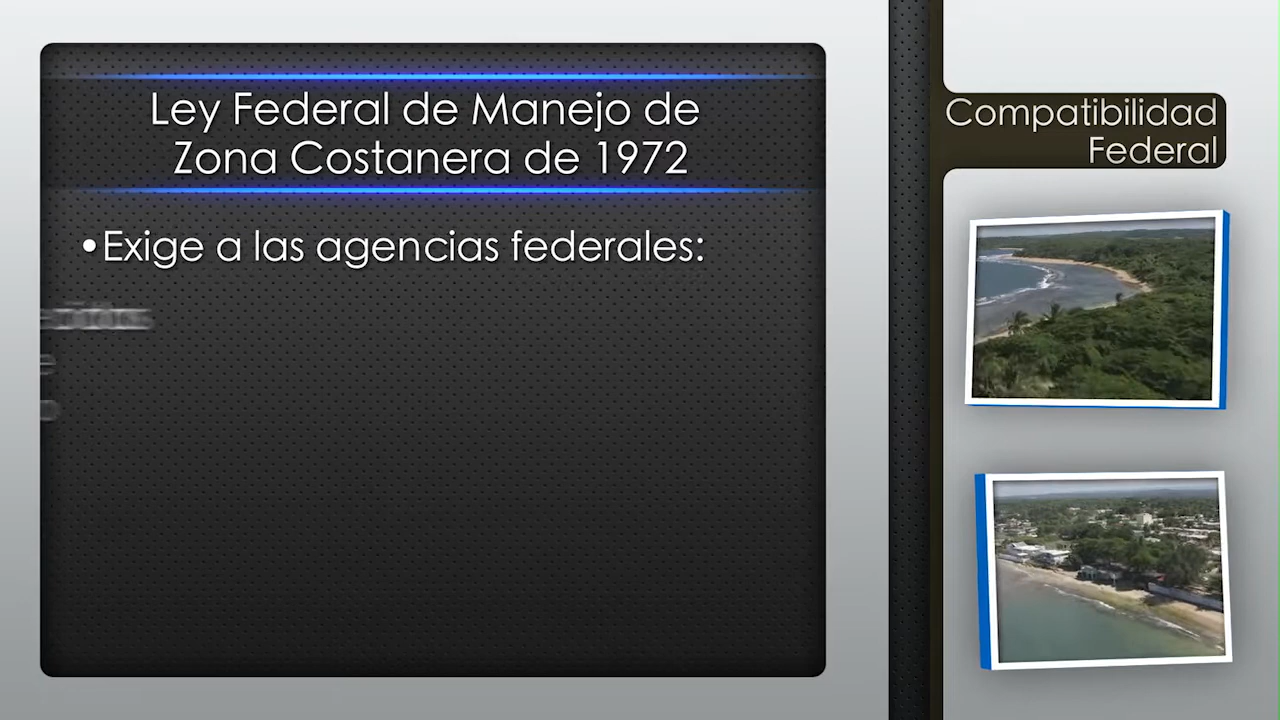 Ley Federal de Manejo de
Zona Costanera de 1972
•Exige a las agencias federales:
Compatibilidad
Federal